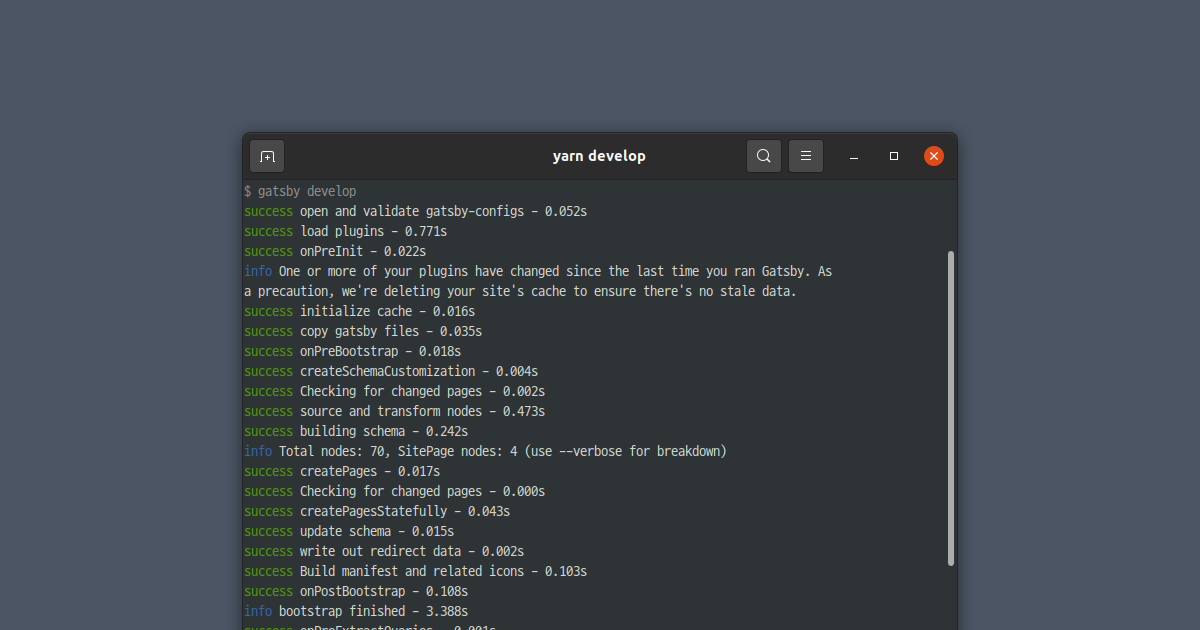 yarn develop
$ gatsby develop
success open and validate gatsby-configs - 0.052s
success load plugins - 0.771s
success onPreInit - 0.022s
info One or more of your plugins have changed since the last time you ran Gatsby. As
a precaution, we're deleting your site's cache to ensure there's no stale data.
success initialize cache - 0.016s
success copy gatsby files - 0.035s
success onPreBootstrap - 0.018s
success createSchemaCustomization - 0.004s
success Checking for changed pages - 0.002s
success source and transform nodes - 0.473s
success building schema - 0.242s
info Total nodes: 70, SitePage nodes: 4 (use --verbose for breakdown)
success createPages - 0.017s
success Checking for changed pages - 0.000s
success createPagesStatefully - 0.043s
success update schema - 0.015s
success write out redirect data - 0.002s
success Build manifest and related icons - 0.103s
success onPostBootstrap - 0.108s
info bootstrap finished - 3.388s
success onPreExtractQueries - 0.001s